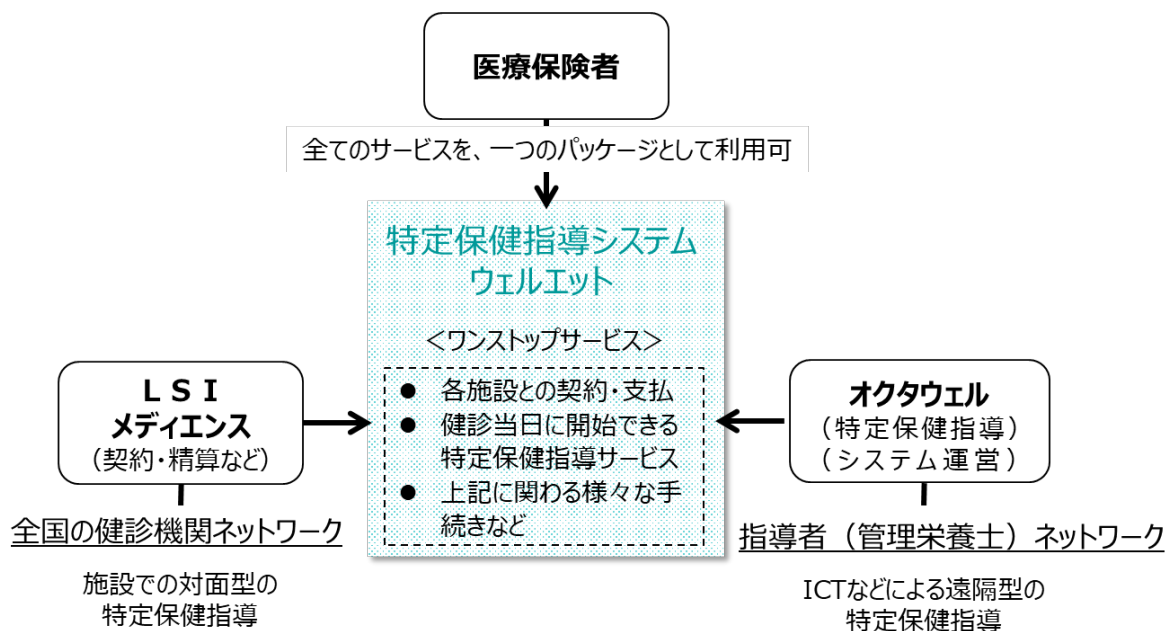 医療保険者
全てのサービスを、一つのパッケージとして利用可
特定保健指導システム
ウェルエット
＜ワンストップサービス＞
● 各施設との契約・支払
● 健診当日に開始できる
特定保健指導サービス
● 上記に関わる様々な手
続きなど
ＬＳＩ
メディエンス
（契約・精算など）
全国の健診機関ネットワーク
施設での対面型の
特定保健指導
オクタウェル
（特定保健指導）
（システム運営）
指導者（管理栄養士）ネットワーク
ICTなどによる遠隔型の
特定保健指導